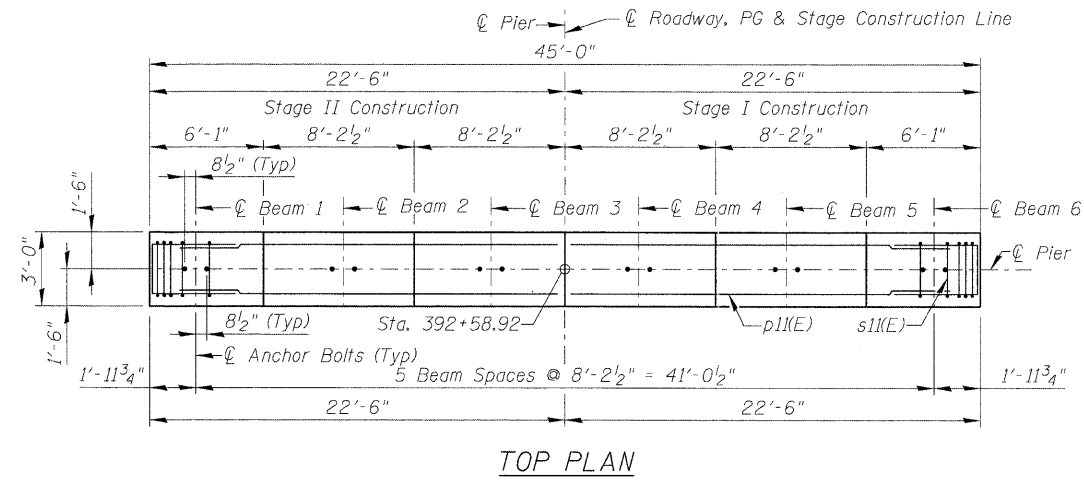 ℄ Pier
℄ Roadway, PG & Stage Construction Line
45'-0"
22'-6" 22'-6"
Stage II Construction Stage I Construction
6'-1" 8'-2½" 8'-2½" 8'-2½" 8'-2½" 6'-1"
8½" (Typ)
1'-6"
℄ Beam 1 ℄ Beam 2 ℄ Beam 3 ℄ Beam 4 ℄ Beam 5 ℄ Beam 6
3'-0"
℄ Pier
1'-6"
8½" (Typ) Sta. 392+58.92 p11(E) s11(E)
℄ Anchor Bolts (Typ)
1'-11¾" 5 Beam Spaces @ 8'-2½" = 41'-0½" 1'-11¾"
22'-6" 22'-6"
TOP PLAN